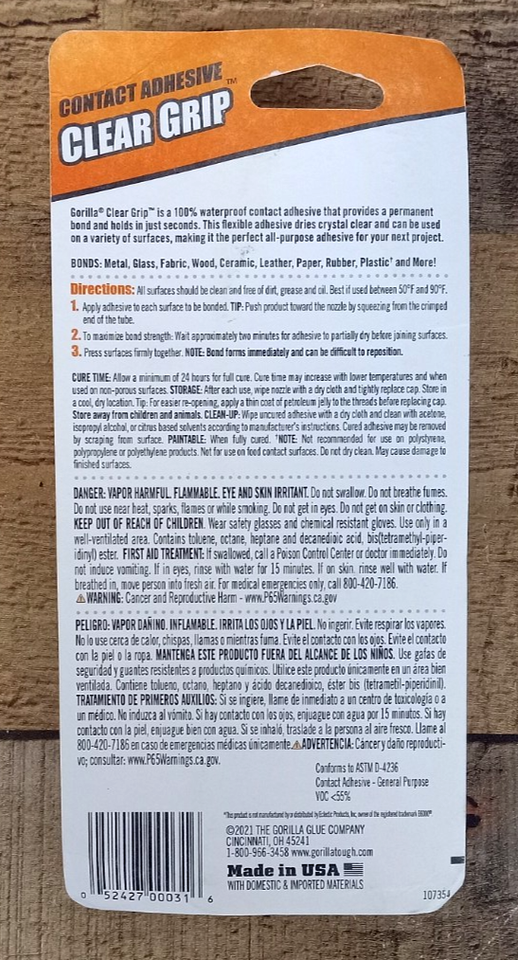 CONTACT ADHESIVE™
CLEAR GRIP
Gorilla® Clear Grip™ is a 100% waterproof contact adhesive that provides a permanent
bond and holds in just seconds. This flexible adhesive dries crystal clear and can be used
on a variety of surfaces, making it the perfect all-purpose adhesive for your next project.
BONDS: Metal, Glass, Fabric, Wood, Ceramic, Leather, Paper, Rubber, Plastic† and More!
Directions: All surfaces should be clean and free of dirt, grease and oil. Best if used between 50°F and 90°F.
1. Apply adhesive to each surface to be bonded. TIP: Push product toward the nozzle by squeezing from the crimped
end of the tube.
2. To maximize bond strength: Wait approximately two minutes for adhesive to partially dry before joining surfaces.
3. Press surfaces firmly together. NOTE: Bond forms immediately and can be difficult to reposition.
CURE TIME: Allow a minimum of 24 hours for full cure. Cure time may increase with lower temperatures and when
used on non-porous surfaces. STORAGE: After each use, wipe nozzle with a dry cloth and tightly replace cap. Store in
a cool, dry location. Tip: For easier re-opening, apply a thin coat of petroleum jelly to the threads before replacing cap.
Store away from children and animals. CLEAN-UP: Wipe uncured adhesive with a dry cloth and clean with acetone,
isopropyl alcohol, or citrus based solvents according to manufacturer's instructions. Cured adhesive may be removed
by scraping from surface. PAINTABLE: When fully cured. †NOTE: Not recommended for use on polystyrene,
polypropylene or polyethylene products. Not for use on food contact surfaces. Do not dry clean. May cause damage to
finished surfaces.
DANGER: VAPOR HARMFUL. FLAMMABLE. EYE AND SKIN IRRITANT. Do not swallow. Do not breathe fumes.
Do not use near heat, sparks, flames or while smoking. Do not get in eyes. Do not get on skin or clothing.
KEEP OUT OF REACH OF CHILDREN. Wear safety glasses and chemical resistant gloves. Use only in a
well-ventilated area. Contains toluene, octane, heptane and decanedioic acid, bis(tetramethyl-piper-
idinyl) ester. FIRST AID TREATMENT: If swallowed, call a Poison Control Center or doctor immediately. Do
not induce vomiting. If in eyes, rinse with water for 15 minutes. If on skin, rinse well with water. If
breathed in, move person into fresh air. For medical emergencies only, call 800-420-7186.
⚠WARNING: Cancer and Reproductive Harm - www.P65Warnings.ca.gov
PELIGRO: VAPOR DAÑINO. INFLAMABLE. IRRITA LOS OJOS Y LA PIEL. No ingerir. Evite respirar los vapores.
No lo use cerca de calor, chispas, llamas o mientras fuma. Evite el contacto con los ojos. Evite el contacto
con la piel o la ropa. MANTENGA ESTE PRODUCTO FUERA DEL ALCANCE DE LOS NIÑOS. Use gafas de
seguridad y guantes resistentes a productos químicos. Utilice este producto únicamente en un área bien
ventilada. Contiene tolueno, octano, heptano y ácido decanedioico, éster bis (tetrametil-piperidinil).
TRATAMIENTO DE PRIMEROS AUXILIOS: Si se ingiere, llame de inmediato a un centro de toxicología o a
un médico. No induzca al vómito. Si hay contacto con los ojos, enjuague con agua por 15 minutos. Si hay
contacto con la piel, enjuague bien con agua. Si se inhaló, traslade a la persona al aire fresco. Llame al
800-420-7186 en caso de emergencias médicas únicamente.⚠ADVERTENCIA: Cáncer y daño reproducti-
vo; consultar: www.P65Warnings.ca.gov.
Conforms to ASTM D-4236
Contact Adhesive - General Purpose
VOC <55%
*This product is not manufactured by or distributed by Eclectic Products, Inc, owner of the registered trademark E6000®
©2021 THE GORILLA GLUE COMPANY
CINCINNATI, OH 45241
1-800-966-3458 www.gorillatough.com
Made in USA
WITH DOMESTIC & IMPORTED MATERIALS
0 52427 00031 6
107354